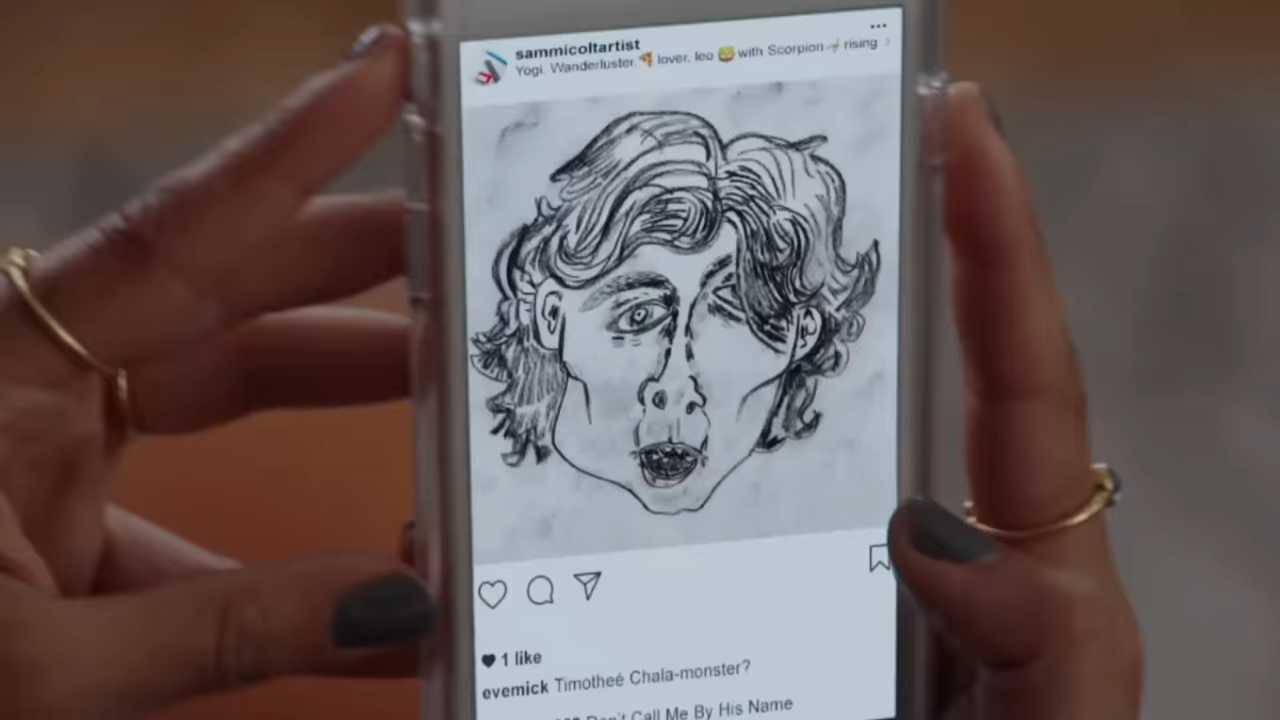 sammicoltartist
Yogi. Wanderluster. 🍕 lover, leo 😆 with Scorpion 🦂 rising
1 like
evemick Timotheé Chala-monster?
Don't Call Me By His Name